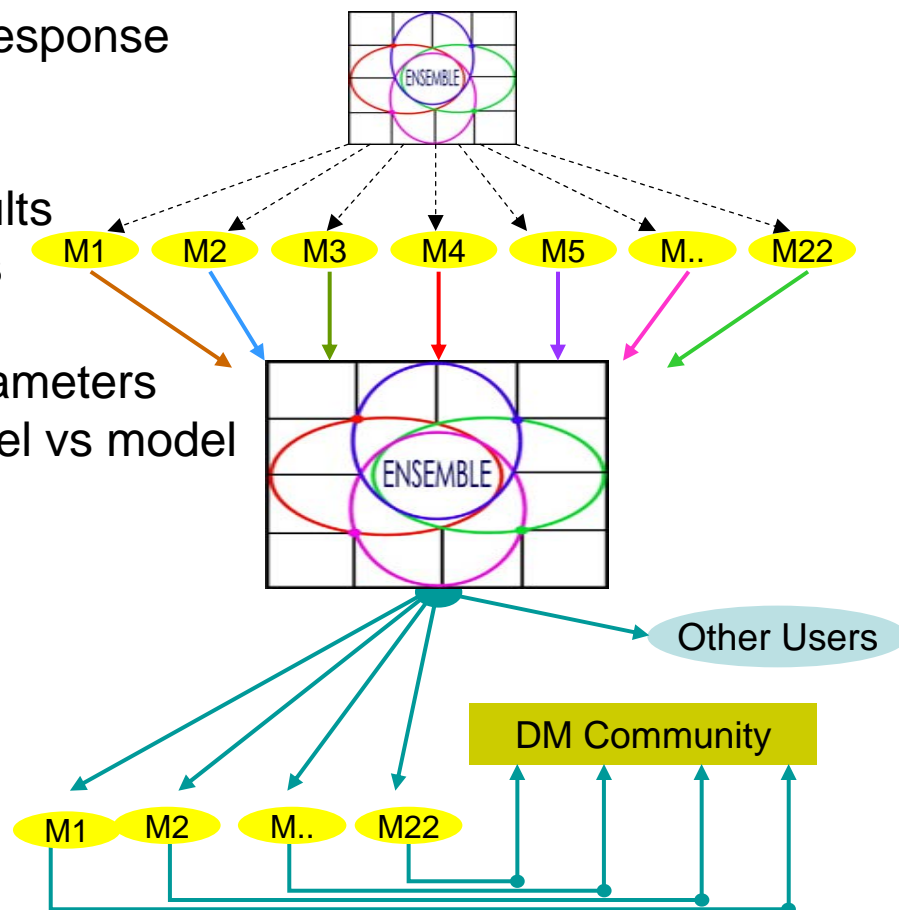 esponse
ENSEMBLE
ults
M1 M2 M3 M4 M5 M.. M22
ameters
el vs model
ENSEMBLE
Other Users
DM Community
M1 M2 M.. M22